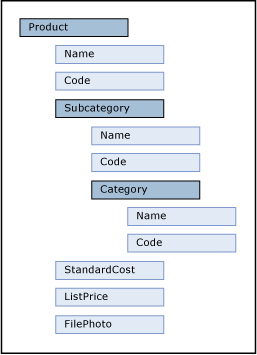 Product
Name
Code
Subcategory
Name
Code
Category
Name
Code
StandardCost
ListPrice
FilePhoto